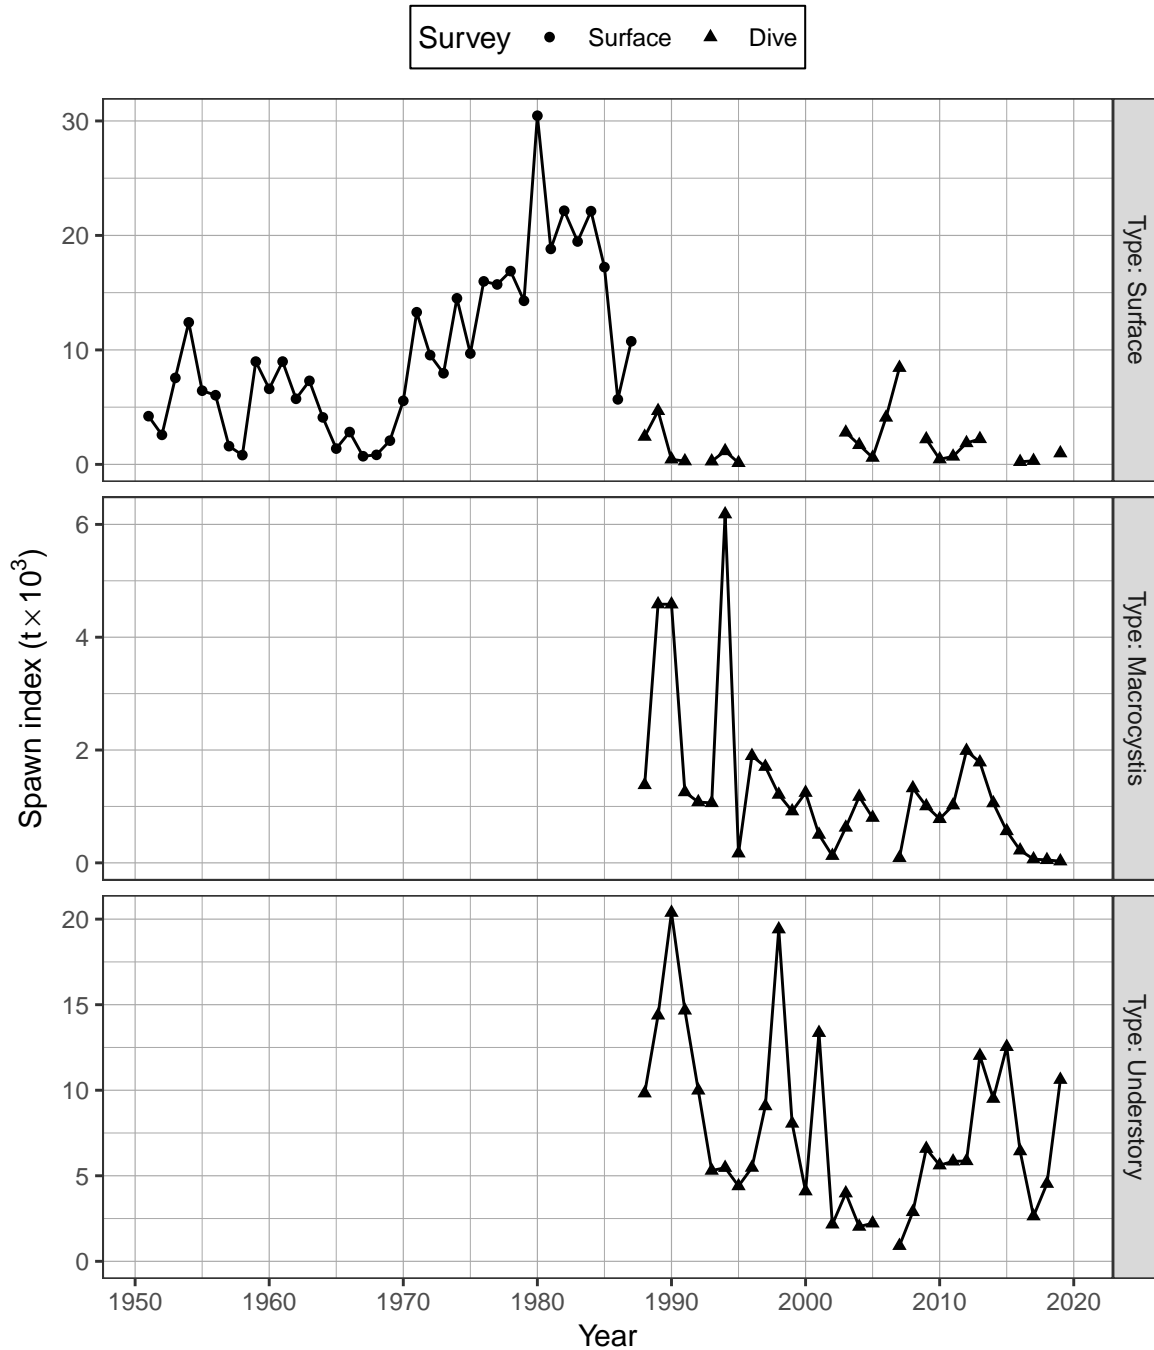 Survey Surface Dive
30
20
10
0
Type: Surface
6
4
2
0
Type: Macrocystis
20
15
10
5
0
Type: Understory
Spawn index (t × 10³)
1950 1960 1970 1980 1990 2000 2010 2020
Year